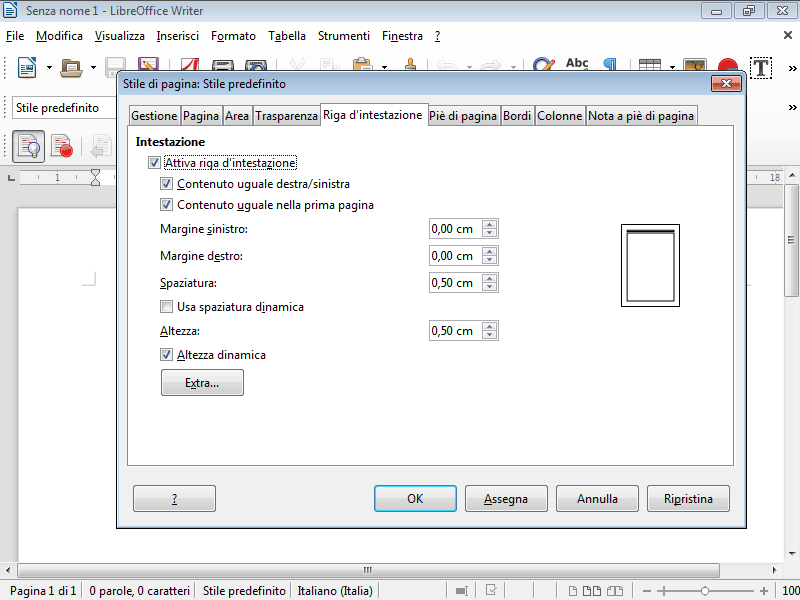 Senza nome 1 - LibreOffice Writer
File Modifica Visualizza Inserisci Formato Tabella Strumenti Finestra ?
Abc
T
Stile di pagina: Stile predefinito
Stile predefinito
Gestione Pagina Area Trasparenza Riga d'intestazione Piè di pagina Bordi Colonne Nota a piè di pagina
Intestazione
Attiva riga d'intestazione
1
18
Contenuto uguale destra/sinistra
Contenuto uguale nella prima pagina
Margine sinistro: 0,00 cm
Margine destro: 0,00 cm
Spaziatura: 0,50 cm
Usa spaziatura dinamica
Altezza: 0,50 cm
Altezza dinamica
Extra...
? OK Assegna Annulla Ripristina
Pagina 1 di 1 0 parole, 0 caratteri Stile predefinito Italiano (Italia) 100